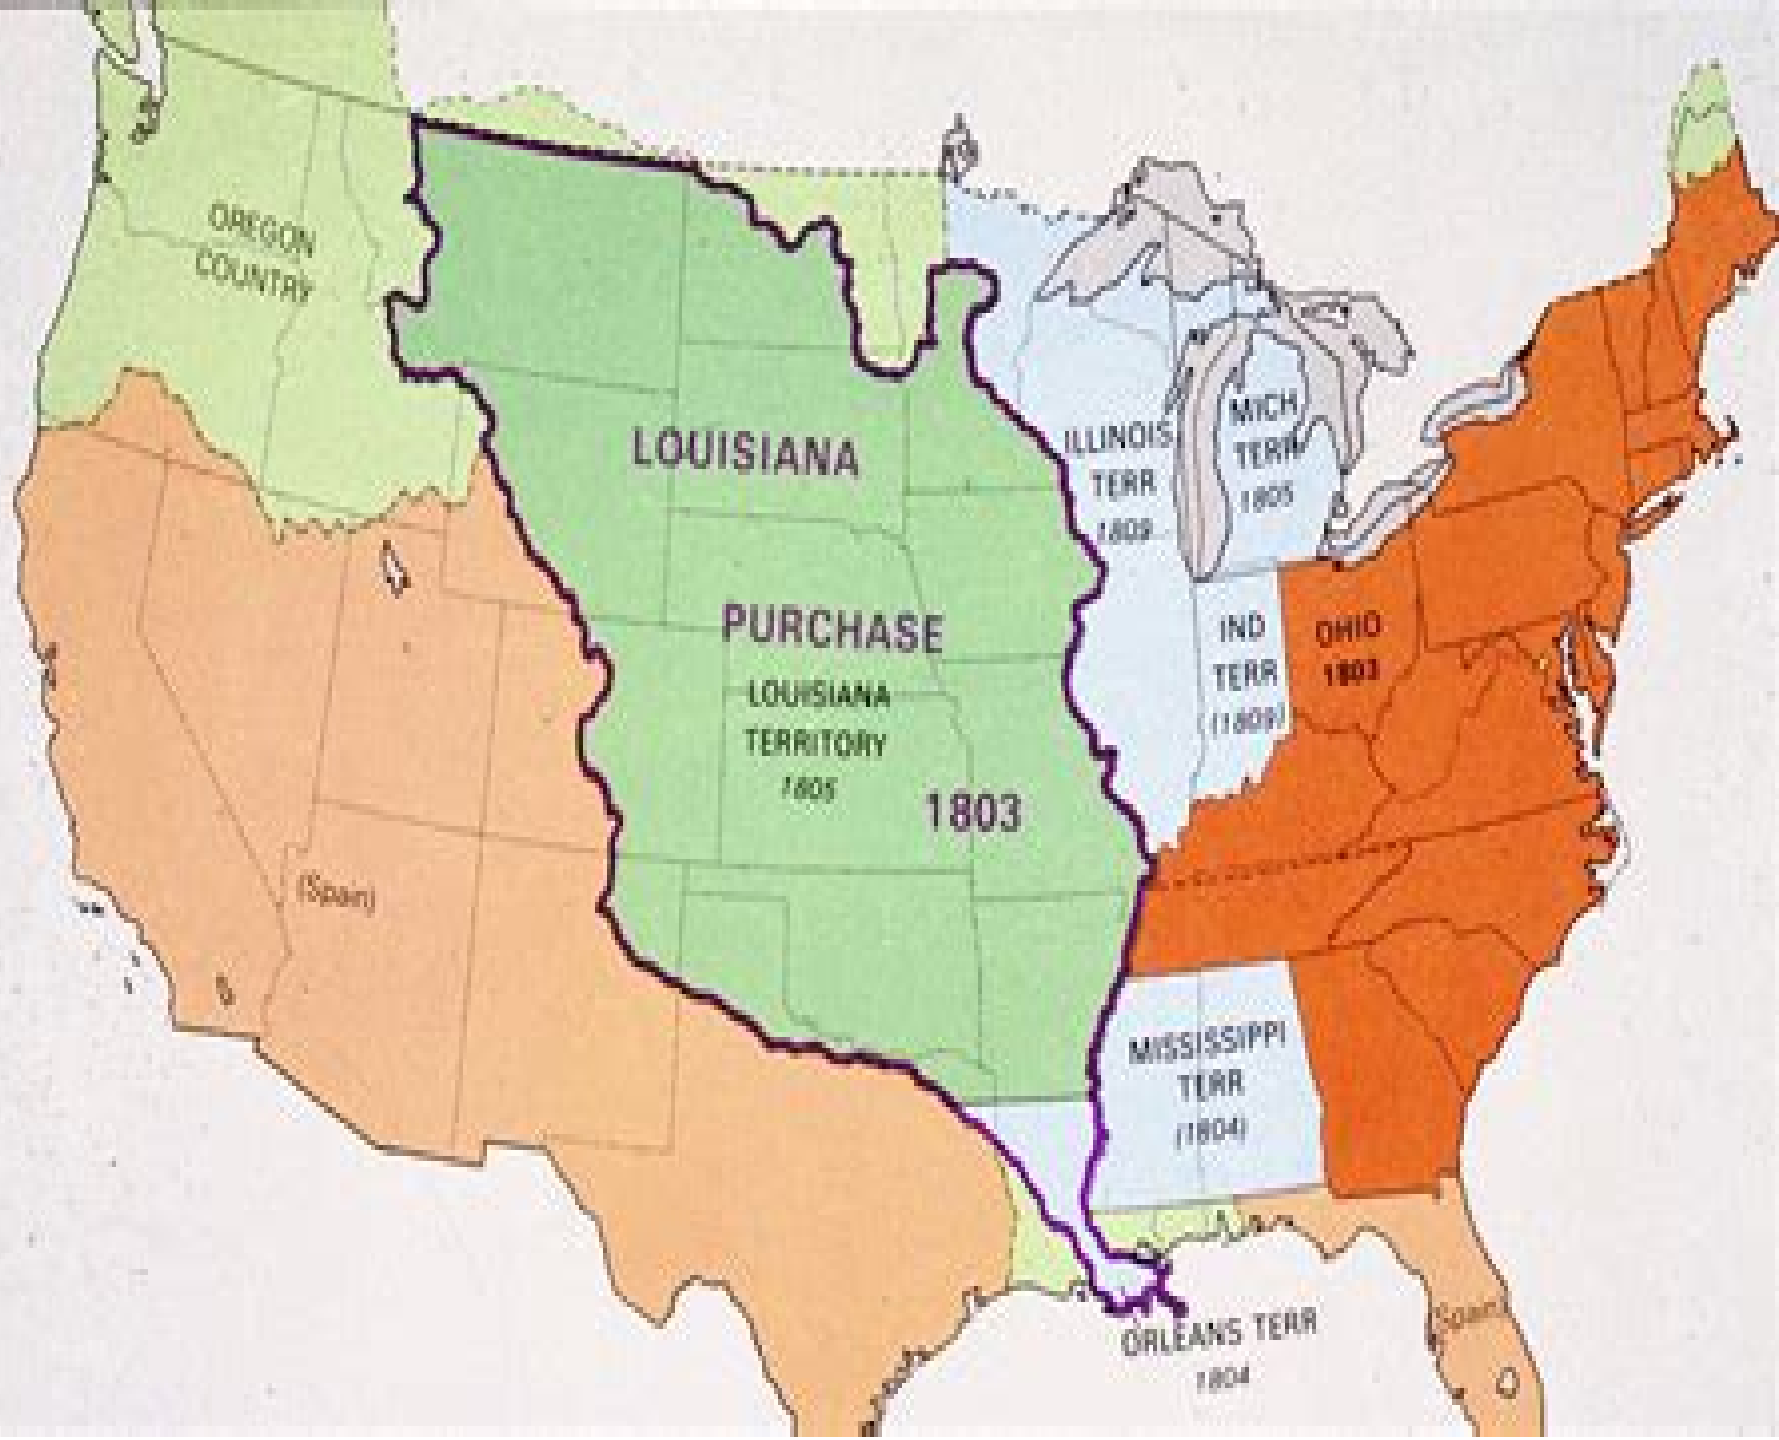 OREGON
COUNTRY
LOUISIANA
PURCHASE
LOUISIANA
TERRITORY
1805
1803
ILLINOIS
TERR
1809
MICH
TERR
1805
IND
TERR
(1809)
OHIO
1803
(Spain)
MISSISSIPPI
TERR
(1804)
ORLEANS TERR
1804
(Spain)